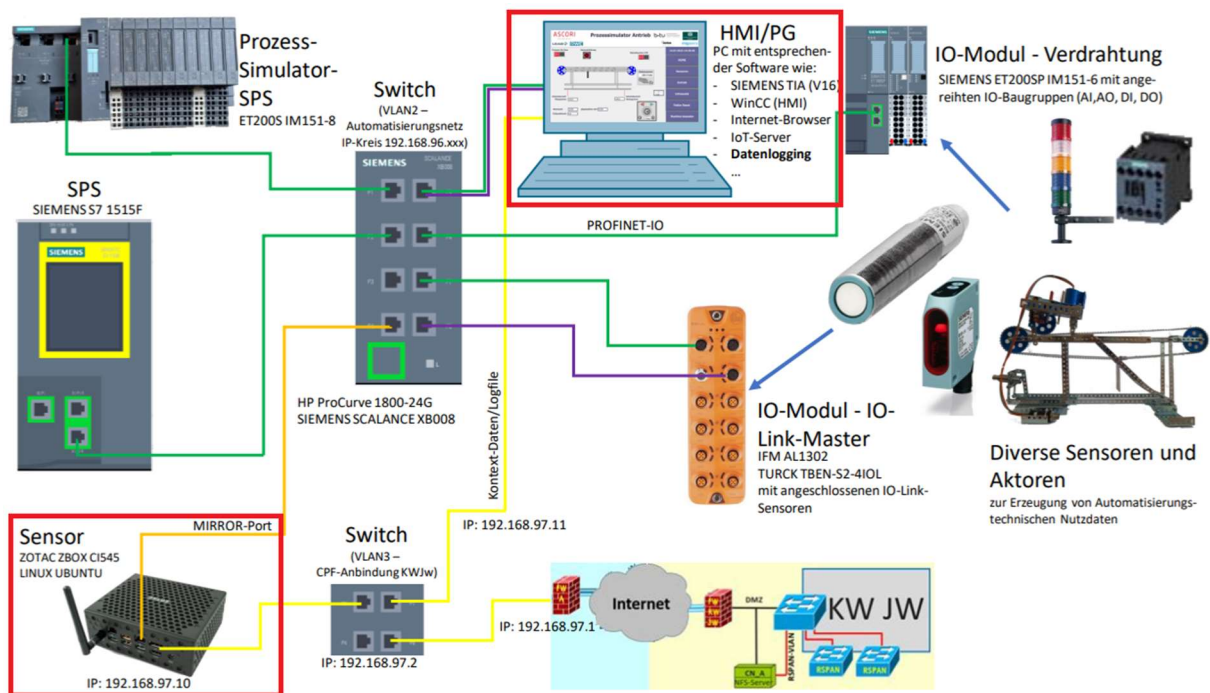 Prozess-
Simulator-
SPS
ET200S IM151-8
Switch
(VLAN2 –
Automatisierungsnetz
IP-Kreis 192.168.96.xxx)
SIEMENS
SCALANCE
XB008
ASCORI
Prozesssimulator Antrieb
HMI/PG
PC mit entsprechen-
der Software wie:
- SIEMENS TIA (V16)
- WinCC (HMI)
- Internet-Browser
- IoT-Server
- Datenlogging
...
IO-Modul - Verdrahtung
SIEMENS ET200SP IM151-6 mit ange-
reihten IO-Baugruppen (AI,AO, DI, DO)
SPS
SIEMENS S7 1515F
SIEMENS
PROFINET-IO
HP ProCurve 1800-24G
SIEMENS SCALANCE XB008
Kontext-Daten/Logfile
IO-Modul - IO-
Link-Master
IFM AL1302
TURCK TBEN-S2-4IOL
mit angeschlossenen IO-Link-
Sensoren
Diverse Sensoren und
Aktoren
zur Erzeugung von Automatisierungs-
technischen Nutzdaten
MIRROR-Port
Sensor
ZOTAC ZBOX CI545
LINUX UBUNTU
IP: 192.168.97.10
Switch
(VLAN3 –
CPF-Anbindung KWJw)
IP: 192.168.97.11
IP: 192.168.97.2
IP: 192.168.97.1
Internet
DMZ
KW JW
RSPAN-VLAN
CN_A
NFS-Server
RSPAN
RSPAN